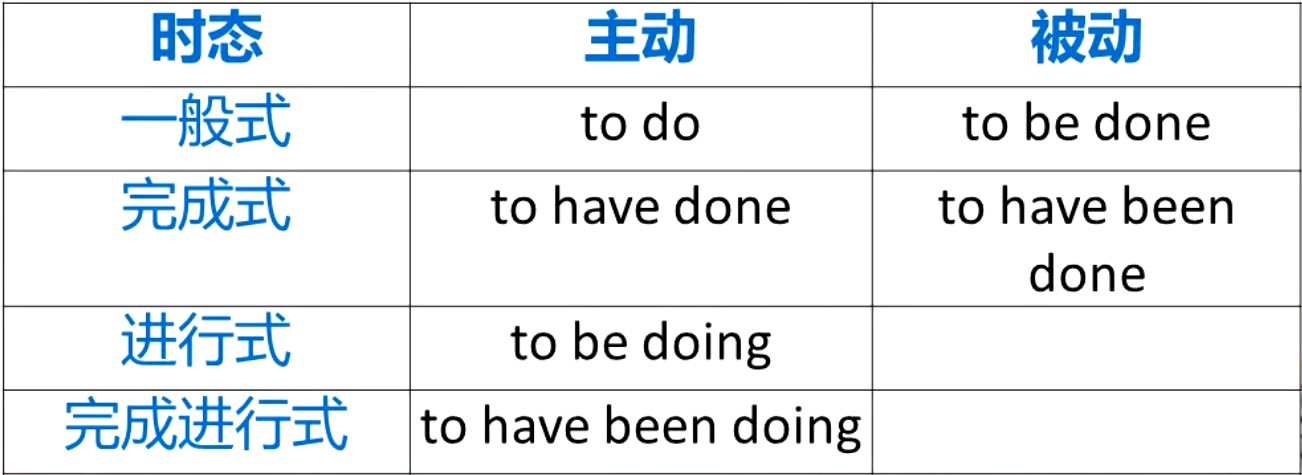 时态 主动 被动
一般式 to do to be done
完成式 to have done to have been
done
进行式 to be doing
完成进行式 to have been doing